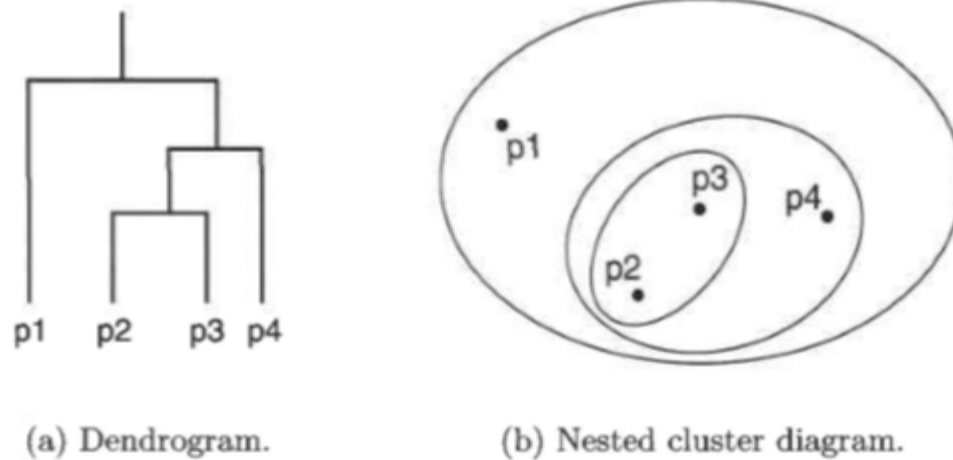 p1 p2 p3 p4
(a) Dendrogram.
p1
p3
p4
p2
(b) Nested cluster diagram.